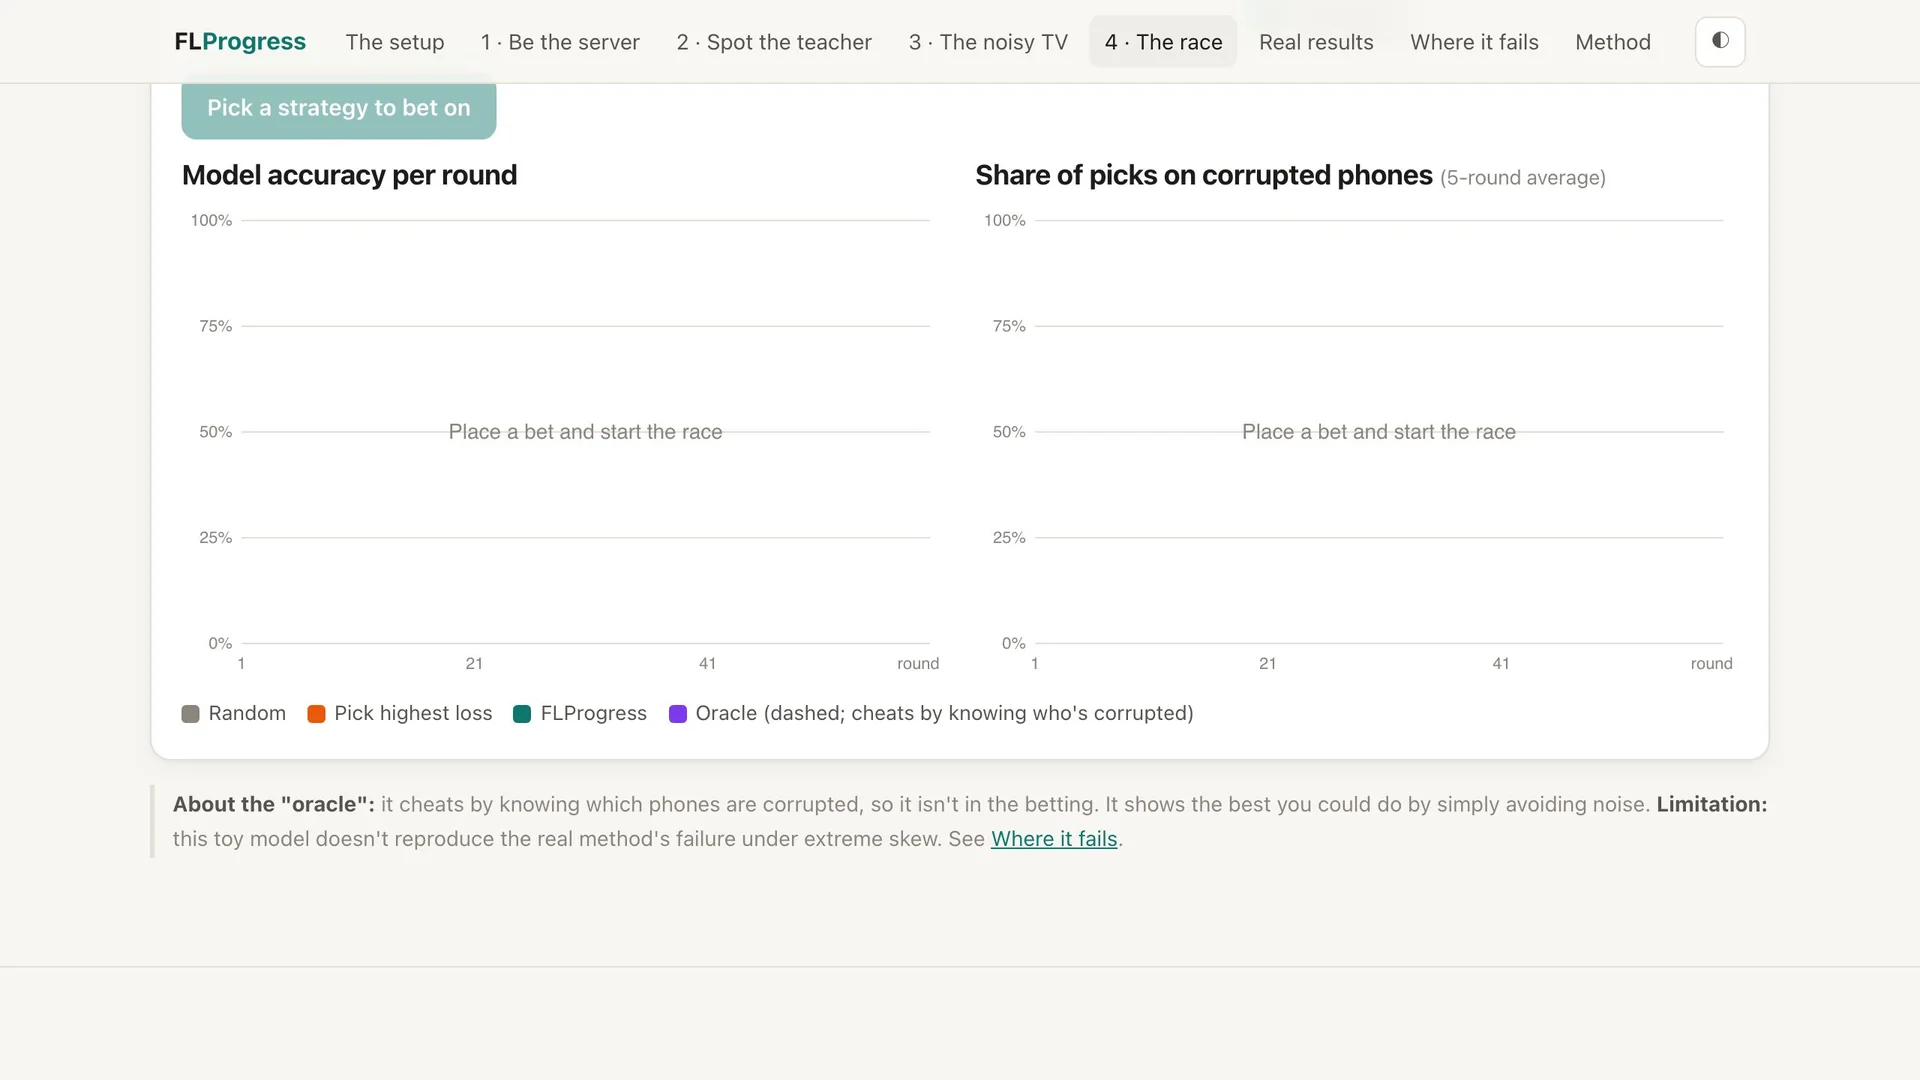 FLProgress The setup 1 · Be the server 2 · Spot the teacher 3 · The noisy TV 4 · The race Real results Where it fails Method
Pick a strategy to bet on
Model accuracy per round
100%
75%
50% Place a bet and start the race
25%
0%
1 21 41 round
Share of picks on corrupted phones (5-round average)
100%
75%
50% Place a bet and start the race
25%
0%
1 21 41 round
Random Pick highest loss FLProgress Oracle (dashed; cheats by knowing who's corrupted)
About the "oracle": it cheats by knowing which phones are corrupted, so it isn't in the betting. It shows the best you could do by simply avoiding noise. Limitation:
this toy model doesn't reproduce the real method's failure under extreme skew. See Where it fails.